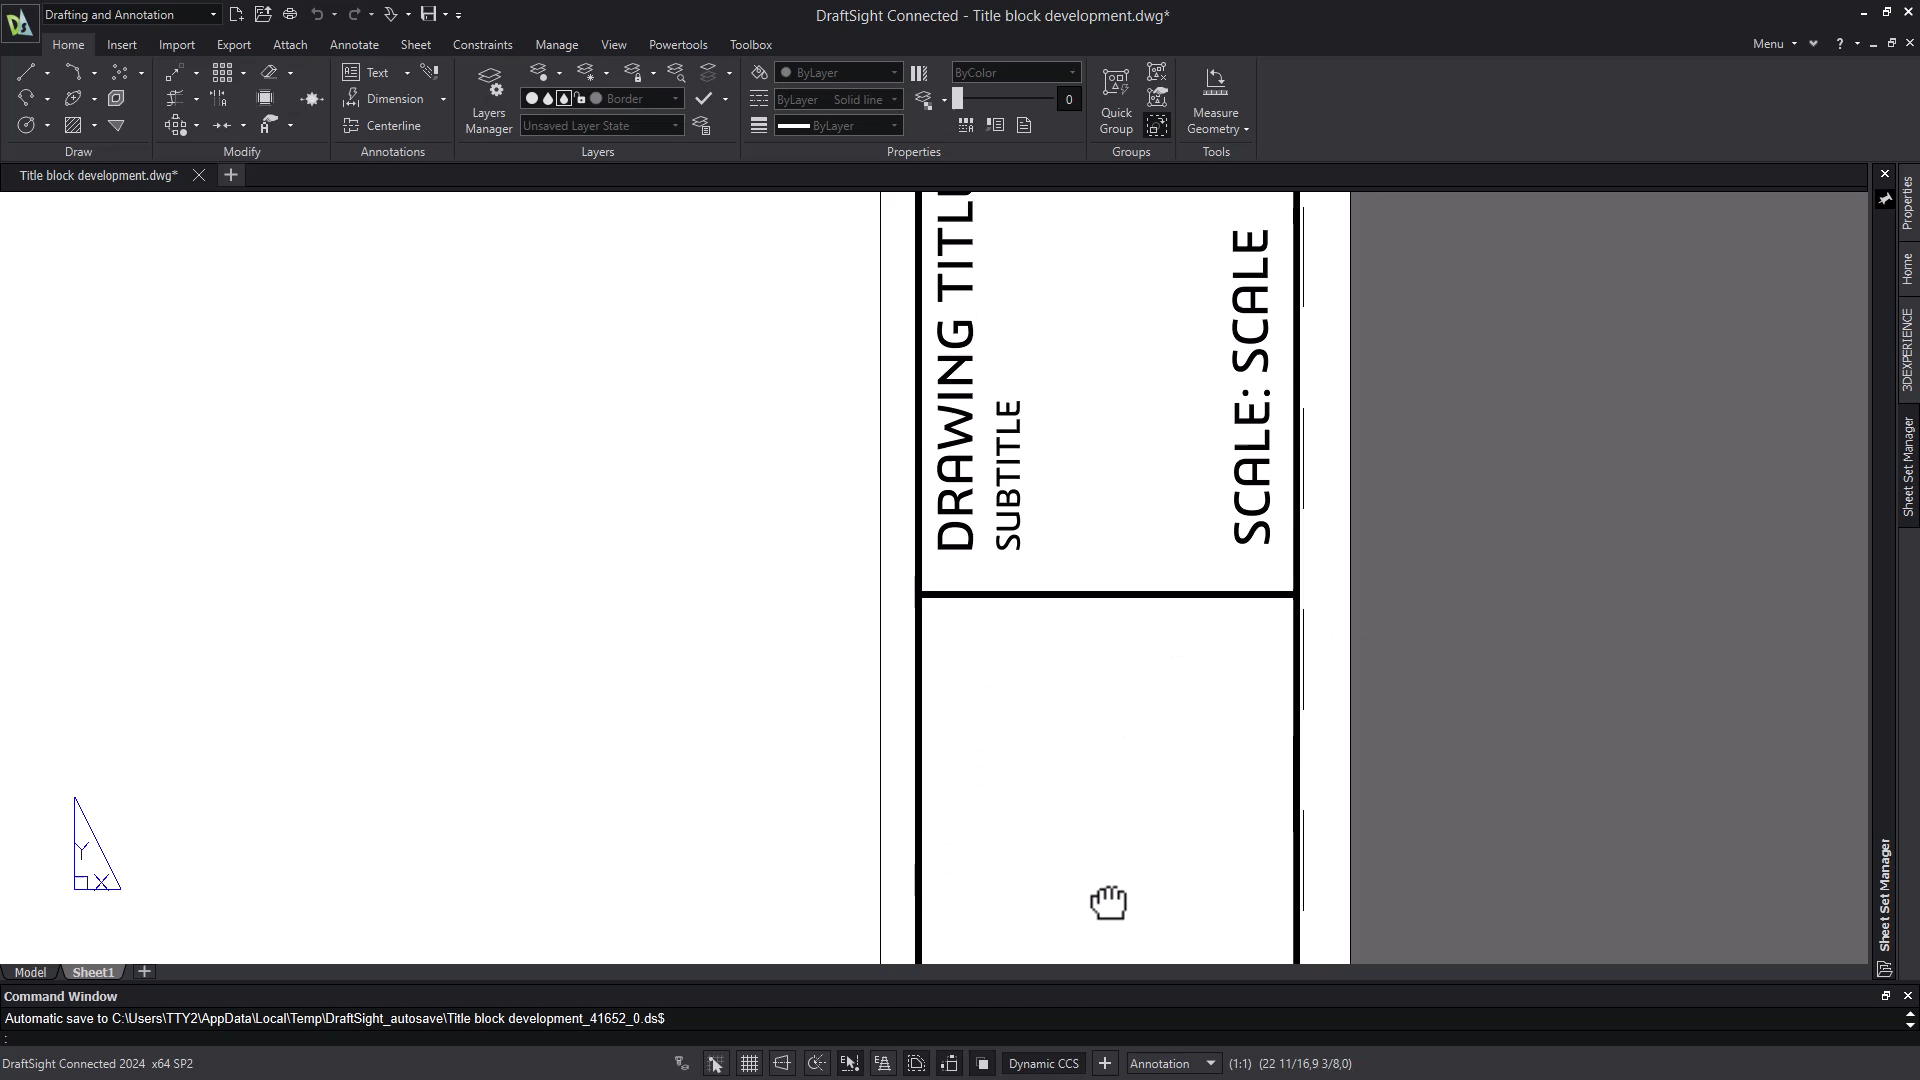 Drafting and Annotation
DraftSight Connected - Title block development.dwg*
Home Insert Import Export Attach Annotate Sheet Constraints Manage View Powertools Toolbox
Menu ?
Text
Dimension
Centerline
Layers
Manager
Border
Unsaved Layer State
ByLayer
ByLayer Solid line
ByLayer
ByColor
0
Quick
Group
Measure
Geometry
Draw Modify Annotations Layers Properties Groups Tools
Title block development.dwg*
DRAWING TITL
SUBTITLE
SCALE: SCALE
Y
X
Properties
Home
3DEXPERIENCE
Sheet Set Manager
Sheet Set Manager
Model Sheet1
Command Window
Automatic save to C:\Users\TTY2\AppData\Local\Temp\DraftSight_autosave\Title block development_41652_0.ds$
:
DraftSight Connected 2024 x64 SP2
Dynamic CCS
Annotation
(1:1) (22 11/16,9 3/8,0)